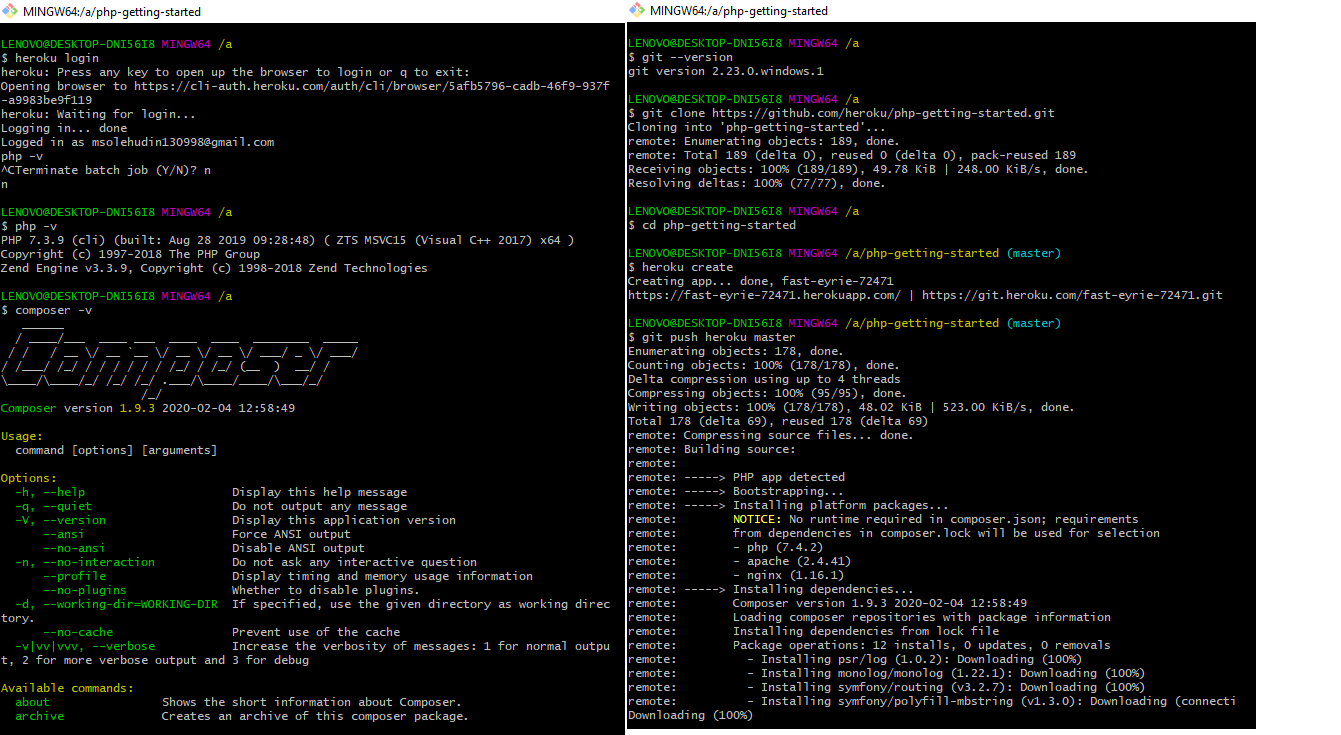 MINGW64:/a/php-getting-started
LENOVO@DESKTOP-DNI56I8 MINGW64 /a
$ heroku login
heroku: Press any key to open up the browser to login or q to exit:
Opening browser to https://cli-auth.heroku.com/auth/cli/browser/5afb5796-cadb-46f9-937f
-a9983be9f119
heroku: Waiting for login...
Logging in... done
Logged in as msolehudin130998@gmail.com
php -v
^CTerminate batch job (Y/N)? n
n
LENOVO@DESKTOP-DNI56I8 MINGW64 /a
$ php -v
PHP 7.3.9 (cli) (built: Aug 28 2019 09:28:48) ( ZTS MSVC15 (Visual C++ 2017) x64 )
Copyright (c) 1997-2018 The PHP Group
Zend Engine v3.3.9, Copyright (c) 1998-2018 Zend Technologies
LENOVO@DESKTOP-DNI56I8 MINGW64 /a
$ composer -v
Composer
Composer version 1.9.3 2020-02-04 12:58:49
Usage:
command [options] [arguments]
Options:
-h, --help Display this help message
-q, --quiet Do not output any message
-V, --version Display this application version
--ansi Force ANSI output
--no-ansi Disable ANSI output
-n, --no-interaction Do not ask any interactive question
--profile Display timing and memory usage information
--no-plugins Whether to disable plugins.
-d, --working-dir=WORKING-DIR If specified, use the given directory as working direc
tory.
--no-cache Prevent use of the cache
-v|vv|vvv, --verbose Increase the verbosity of messages: 1 for normal outpu
t, 2 for more verbose output and 3 for debug
Available commands:
about Shows the short information about Composer.
archive Creates an archive of this composer package.
MINGW64:/a/php-getting-started
LENOVO@DESKTOP-DNI56I8 MINGW64 /a
$ git --version
git version 2.23.0.windows.1
LENOVO@DESKTOP-DNI56I8 MINGW64 /a
$ git clone https://github.com/heroku/php-getting-started.git
Cloning into 'php-getting-started'...
remote: Enumerating objects: 189, done.
remote: Total 189 (delta 0), reused 0 (delta 0), pack-reused 189
Receiving objects: 100% (189/189), 49.78 KiB | 248.00 KiB/s, done.
Resolving deltas: 100% (77/77), done.
LENOVO@DESKTOP-DNI56I8 MINGW64 /a
$ cd php-getting-started
LENOVO@DESKTOP-DNI56I8 MINGW64 /a/php-getting-started (master)
$ heroku create
Creating app... done, fast-eyrie-72471
https://fast-eyrie-72471.herokuapp.com/ | https://git.heroku.com/fast-eyrie-72471.git
LENOVO@DESKTOP-DNI56I8 MINGW64 /a/php-getting-started (master)
$ git push heroku master
Enumerating objects: 178, done.
Counting objects: 100% (178/178), done.
Delta compression using up to 4 threads
Compressing objects: 100% (95/95), done.
Writing objects: 100% (178/178), 48.02 KiB | 523.00 KiB/s, done.
Total 178 (delta 69), reused 178 (delta 69)
remote: Compressing source files... done.
remote: Building source:
remote:
remote: -----> PHP app detected
remote: -----> Bootstrapping...
remote: -----> Installing platform packages...
remote: NOTICE: No runtime required in composer.json; requirements
remote: from dependencies in composer.lock will be used for selection
remote: - php (7.4.2)
remote: - apache (2.4.41)
remote: - nginx (1.16.1)
remote: -----> Installing dependencies...
remote: Composer version 1.9.3 2020-02-04 12:58:49
remote: Loading composer repositories with package information
remote: Installing dependencies from lock file
remote: Package operations: 12 installs, 0 updates, 0 removals
remote: - Installing psr/log (1.0.2): Downloading (100%)
remote: - Installing monolog/monolog (1.22.1): Downloading (100%)
remote: - Installing symfony/routing (v3.2.7): Downloading (100%)
remote: - Installing symfony/polyfill-mbstring (v1.3.0): Downloading (connecti
Downloading (100%)